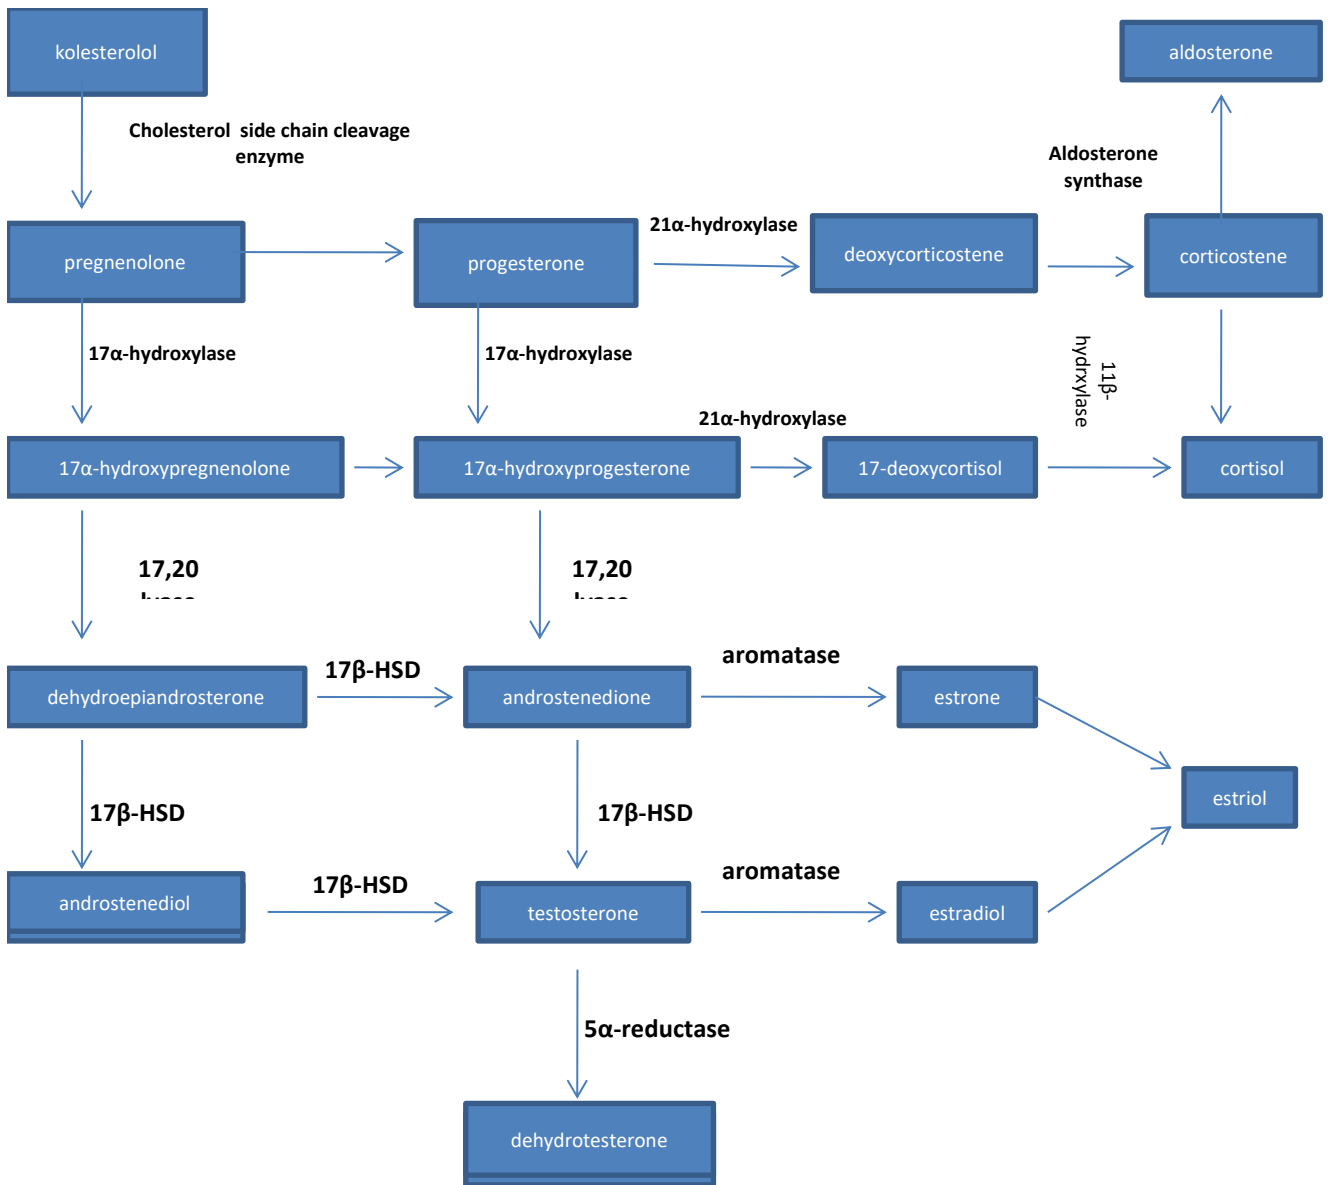 kolesterolol
aldosterone
Cholesterol side chain cleavage
enzyme
Aldosterone
synthase
pregnenolone
progesterone
21α-hydroxylase
deoxycorticostene
corticostene
17α-hydroxylase
17α-hydroxylase
11β-
hydrxylase
21α-hydroxylase
17α-hydroxypregnenolone
17α-hydroxyprogesterone
17-deoxycortisol
cortisol
17,20
17,20
dehydroepiandrosterone
17β-HSD
androstenedione
aromatase
estrone
17β-HSD
17β-HSD
estriol
androstenediol
17β-HSD
testosterone
aromatase
estradiol
5α-reductase
dehydrotesterone